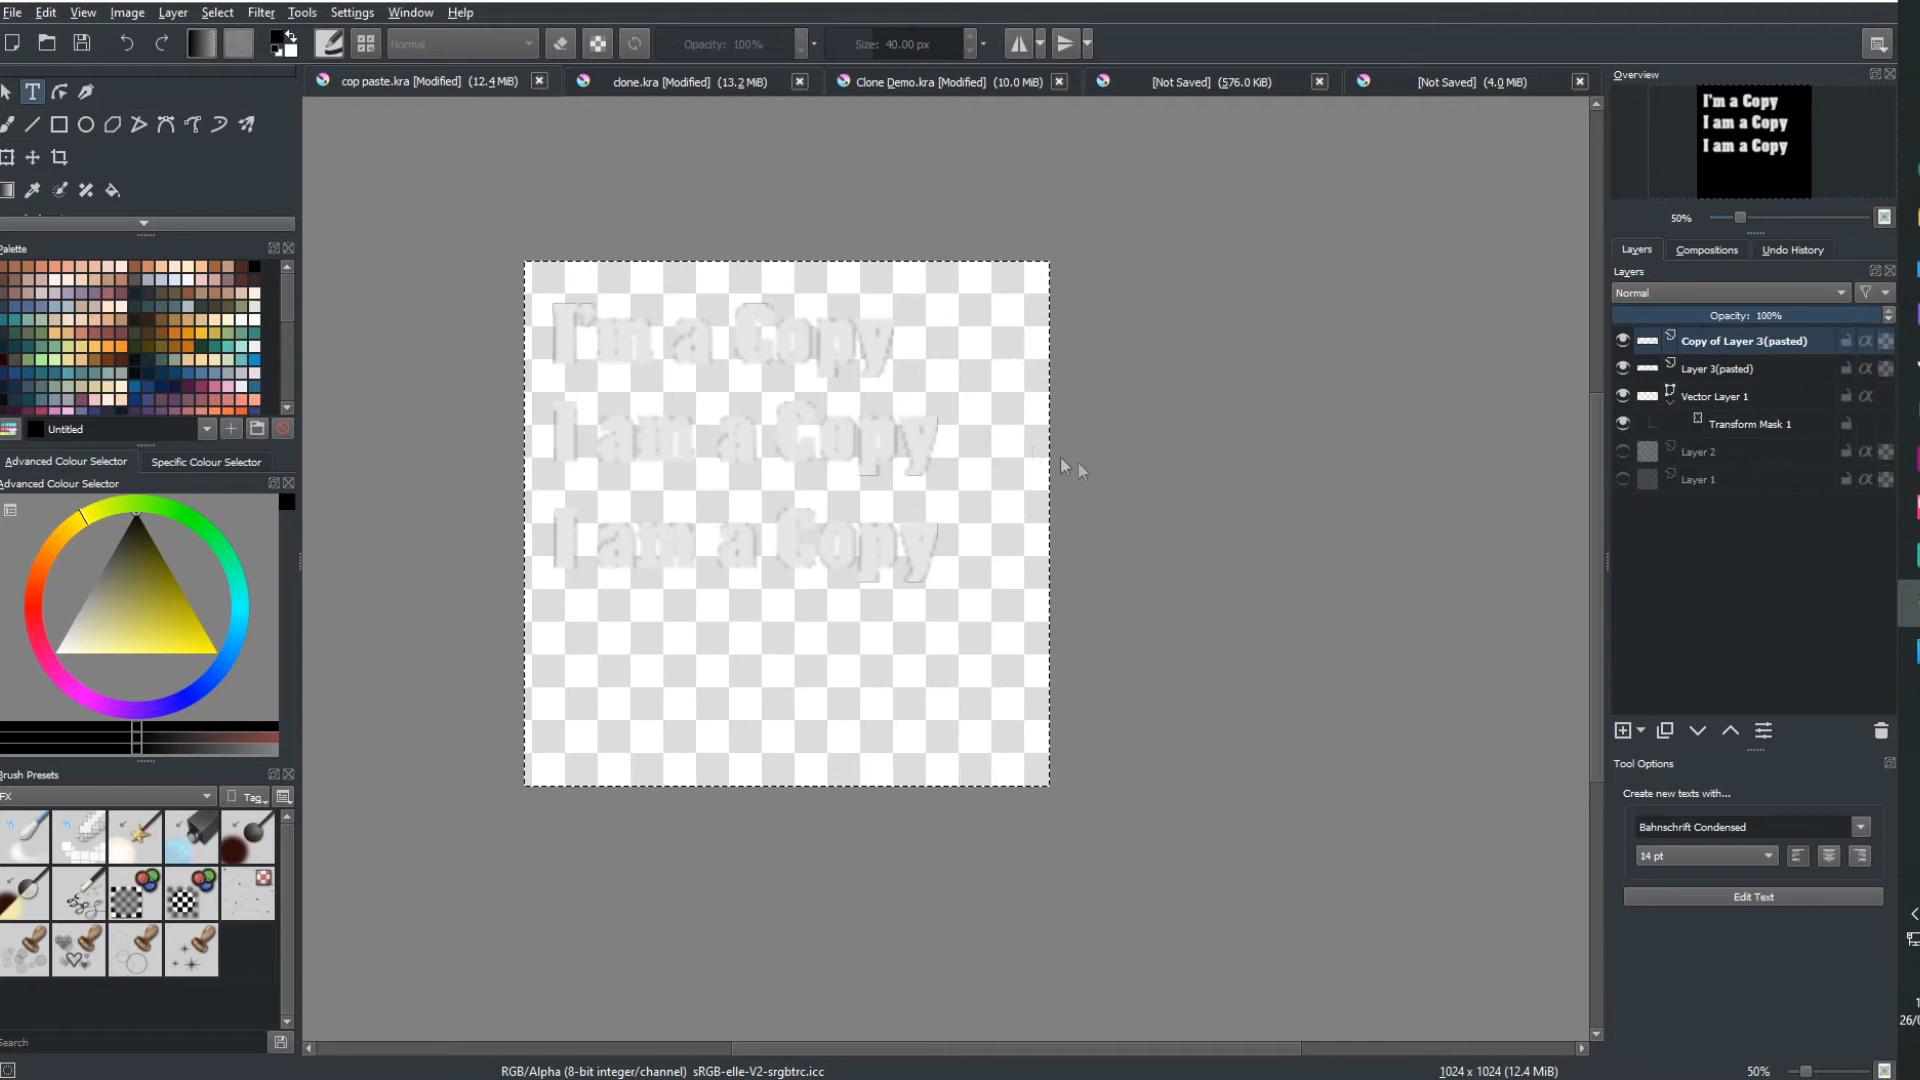 File Edit View Image Layer Select Filter Tools Settings Window Help
Normal Opacity: 100% Size: 40.00 px
cop paste.kra [Modified] (12.4 MiB) clone.kra [Modified] (13.2 MiB) Clone Demo.kra [Modified] (10.0 MiB) [Not Saved] (576.0 KiB) [Not Saved] (4.0 MiB)
Overview
I'm a Copy
I am a Copy
I am a Copy
50%
Palette
Untitled
Advanced Colour Selector Specific Colour Selector
Advanced Colour Selector
Brush Presets
FX Tag
Search
I'm a Copy
I am a Copy
I am a Copy
Layers Compositions Undo History
Layers
Normal
Opacity: 100%
Copy of Layer 3(pasted)
Layer 3(pasted)
Vector Layer 1
Transform Mask 1
Layer 2
Layer 1
Tool Options
Create new texts with...
Bahnschrift Condensed
14 pt
Edit Text
RGB/Alpha (8-bit integer/channel) sRGB-elle-V2-srgbtrc.icc 1024 x 1024 (12.4 MiB) 50%